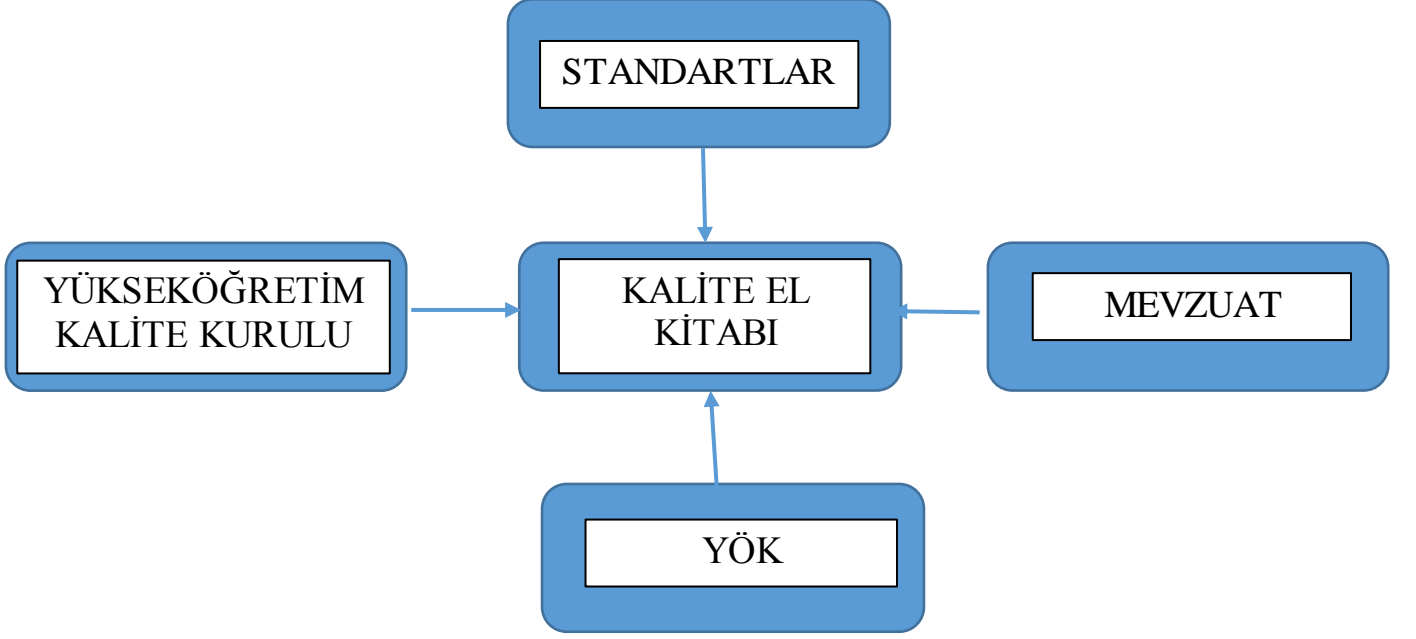 STANDARTLAR
YÜKSEKÖĞRETİM
KALİTE KURULU
KALİTE EL
KİTABI
MEVZUAT
YÖK